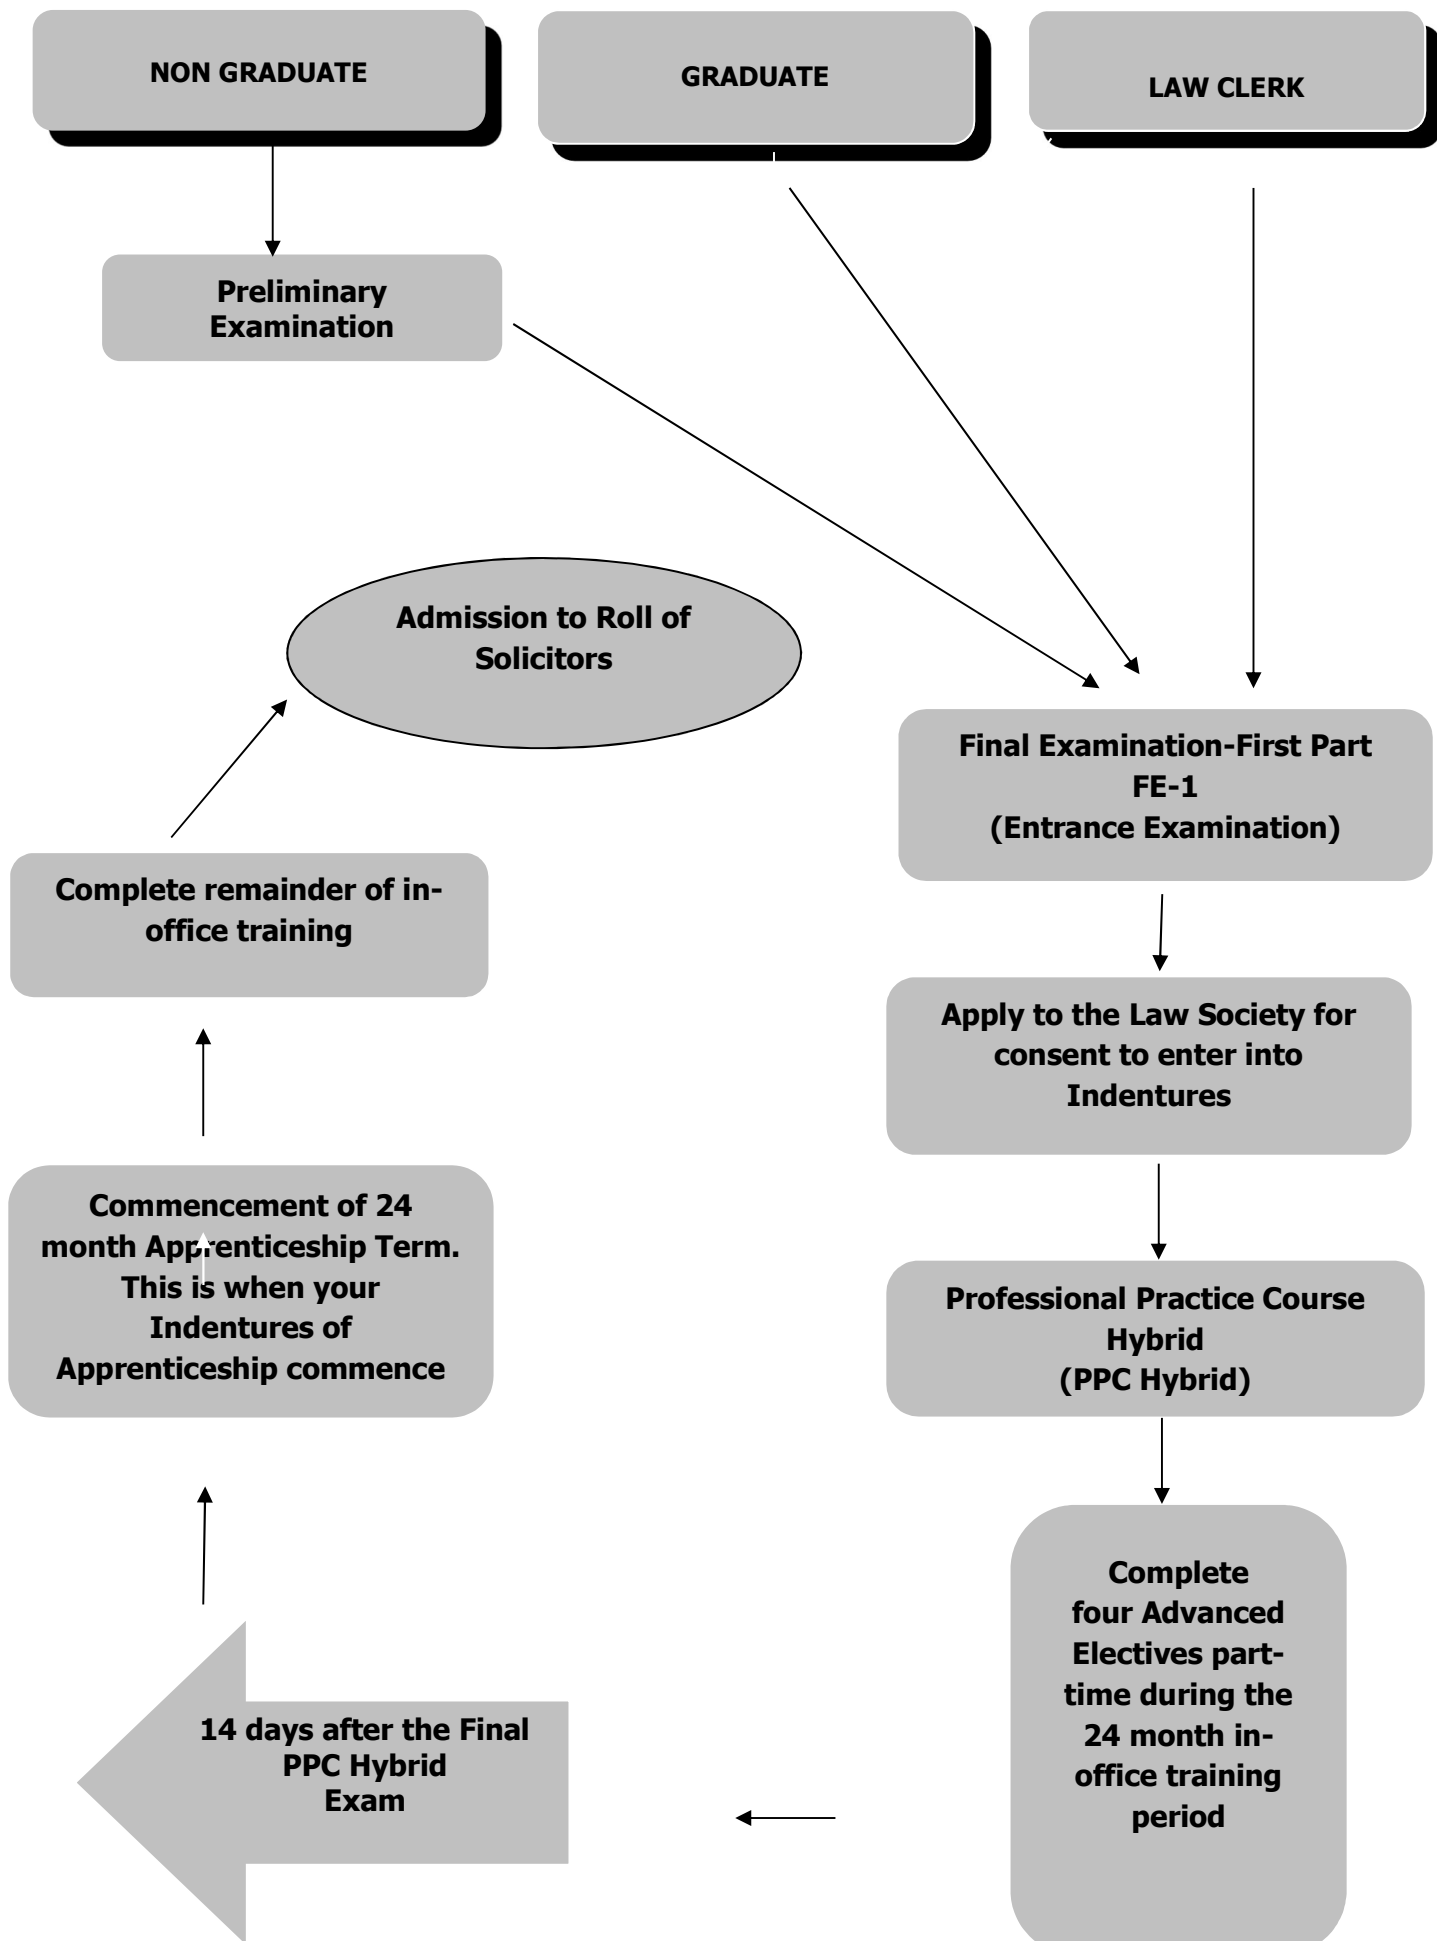 NON GRADUATE
GRADUATE
LAW CLERK
Preliminary
Examination
Admission to Roll of
Solicitors
Final Examination-First Part
FE-1
(Entrance Examination)
Complete remainder of in-
office training
Apply to the Law Society for
consent to enter into
Indentures
Commencement of 24
month Apprenticeship Term.
This is when your
Indentures of
Apprenticeship commence
Professional Practice Course
Hybrid
(PPC Hybrid)
Complete
four Advanced
Electives part-
time during the
24 month in-
office training
period
14 days after the Final
PPC Hybrid
Exam